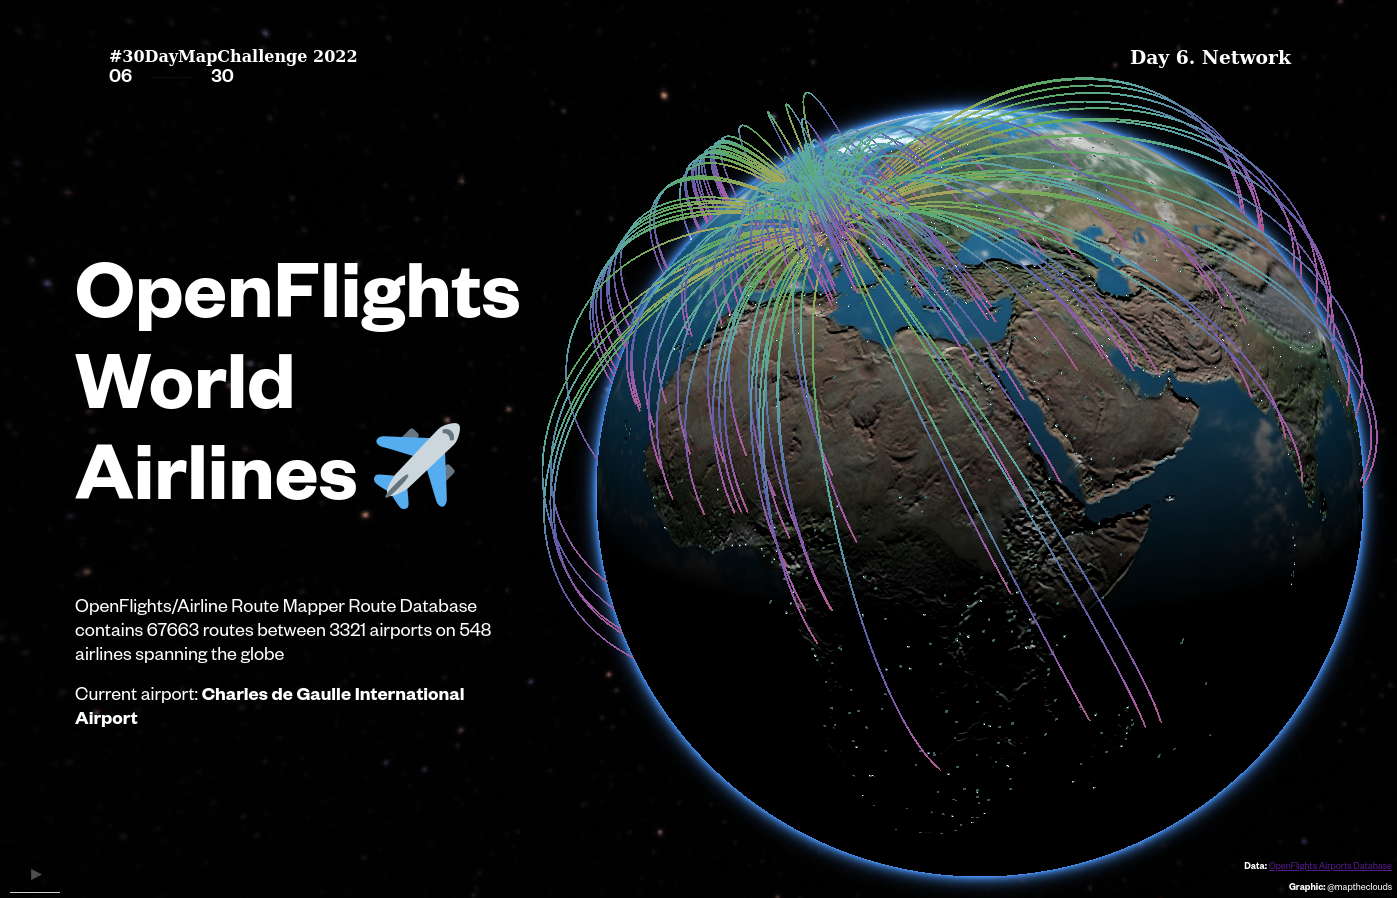 #30DayMapChallenge 2022
06 30
Day 6. Network
OpenFlights
World
Airlines
OpenFlights/Airline Route Mapper Route Database
contains 67663 routes between 3321 airports on 548
airlines spanning the globe
Current airport: Charles de Gaulle International
Airport
Data: OpenFlights Airports Database
Graphic: @maptheclouds